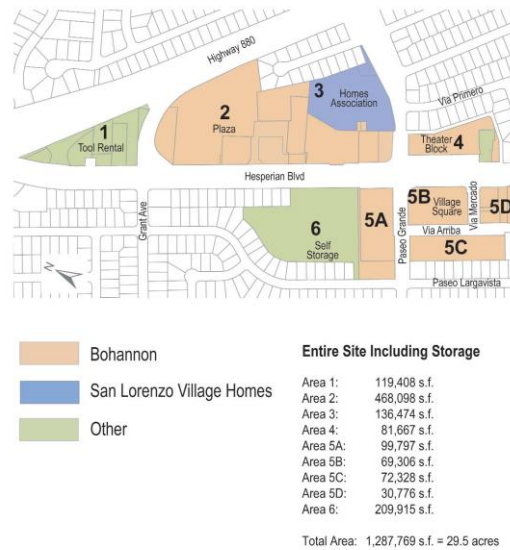 Highway 880
1
Tool Rental
2
Plaza
3
Homes
Association
Via Primero
Theater
Block
4
Hesperian Blvd
Grant Ave
6
Self
Storage
5A
Paseo Grande
5B
Village
Square
Via Mercado
5D
Via Arriba
5C
Paseo Largavista
N
Bohannon
San Lorenzo Village Homes
Other
Entire Site Including Storage
Area 1: 119,408 s.f.
Area 2: 468,098 s.f.
Area 3: 136,474 s.f.
Area 4: 81,667 s.f.
Area 5A: 99,797 s.f.
Area 5B: 69,306 s.f.
Area 5C: 72,328 s.f.
Area 5D: 30,776 s.f.
Area 6: 209,915 s.f.
Total Area: 1,287,769 s.f. = 29.5 acres